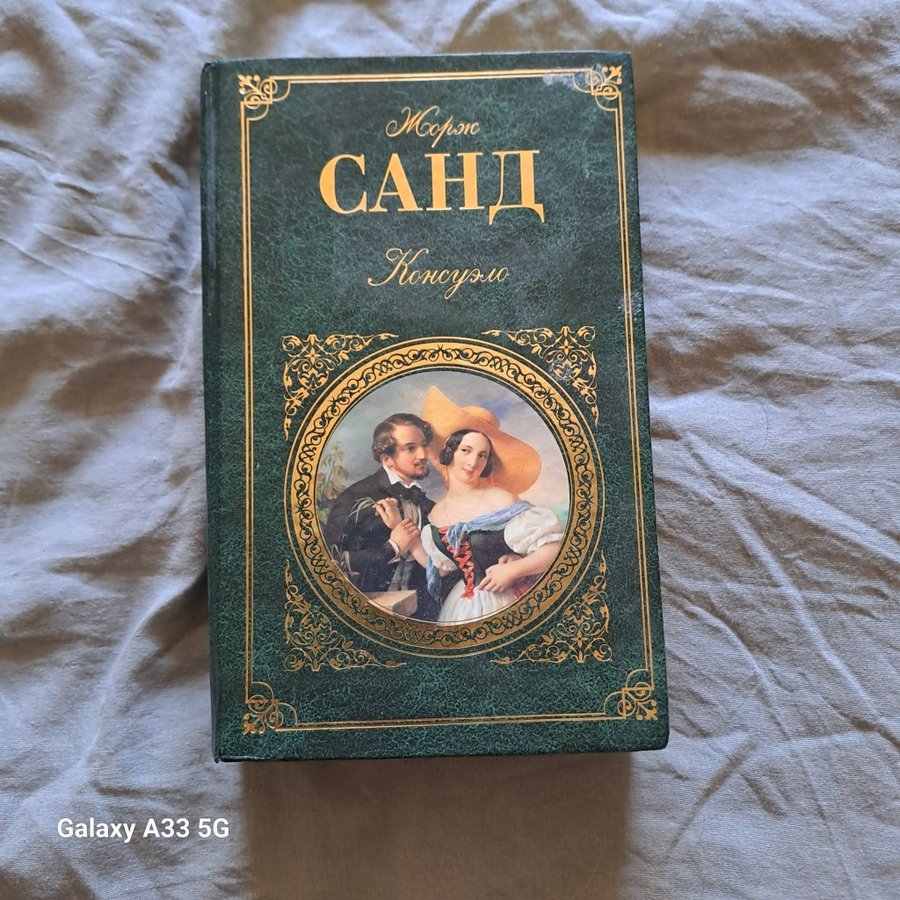 Жорж
САНД
Консуэло
Galaxy A33 5G